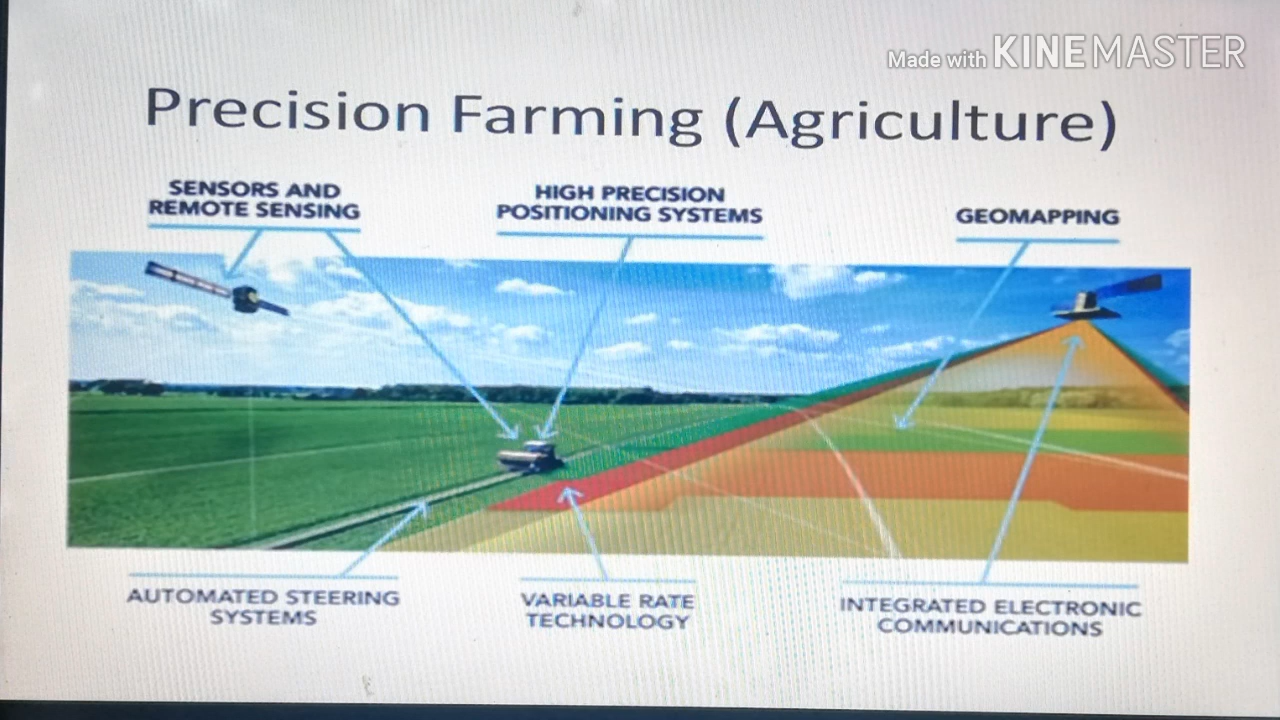 Made with KINEMASTER
Precision Farming (Agriculture)
SENSORS AND
REMOTE SENSING
HIGH PRECISION
POSITIONING SYSTEMS
GEOMAPPING
AUTOMATED STEERING
SYSTEMS
VARIABLE RATE
TECHNOLOGY
INTEGRATED ELECTRONIC
COMMUNICATIONS